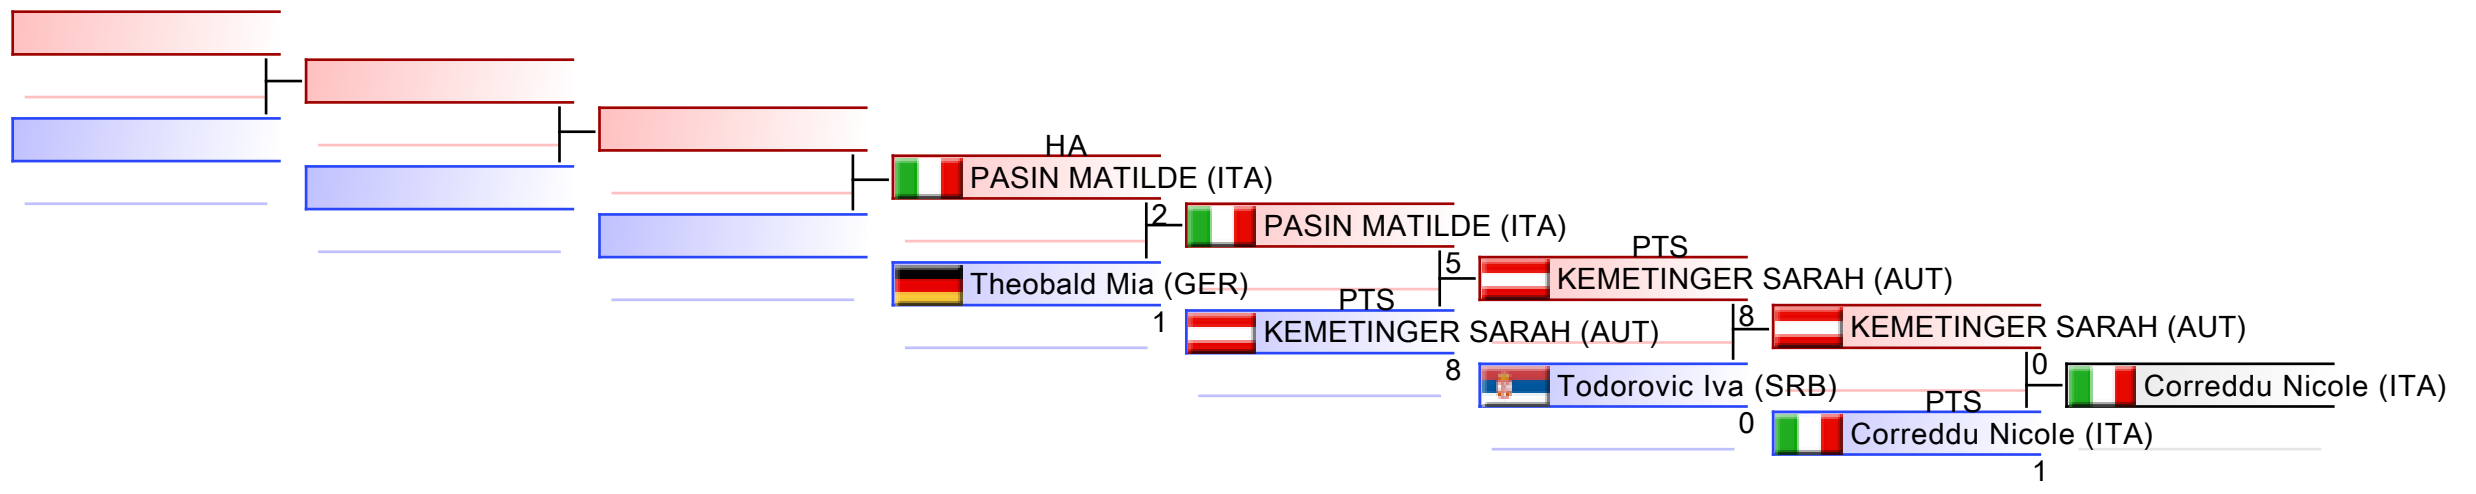 HA
PASIN MATILDE (ITA)
2
Theobald Mia (GER)
1
PASIN MATILDE (ITA)
5
PTS
KEMETINGER SARAH (AUT)
8
PTS
KEMETINGER SARAH (AUT)
8
Todorovic Iva (SRB)
0
KEMETINGER SARAH (AUT)
0
PTS
Correddu Nicole (ITA)
1
Correddu Nicole (ITA)